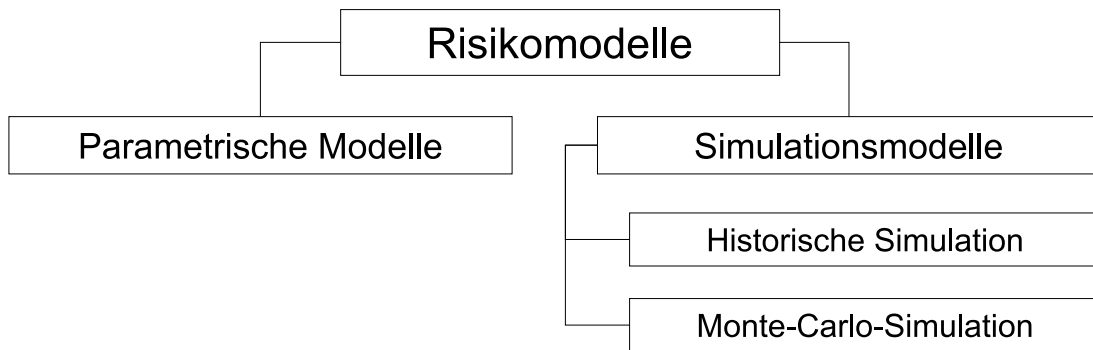 Risikomodelle
Parametrische Modelle
Simulationsmodelle
Historische Simulation
Monte-Carlo-Simulation